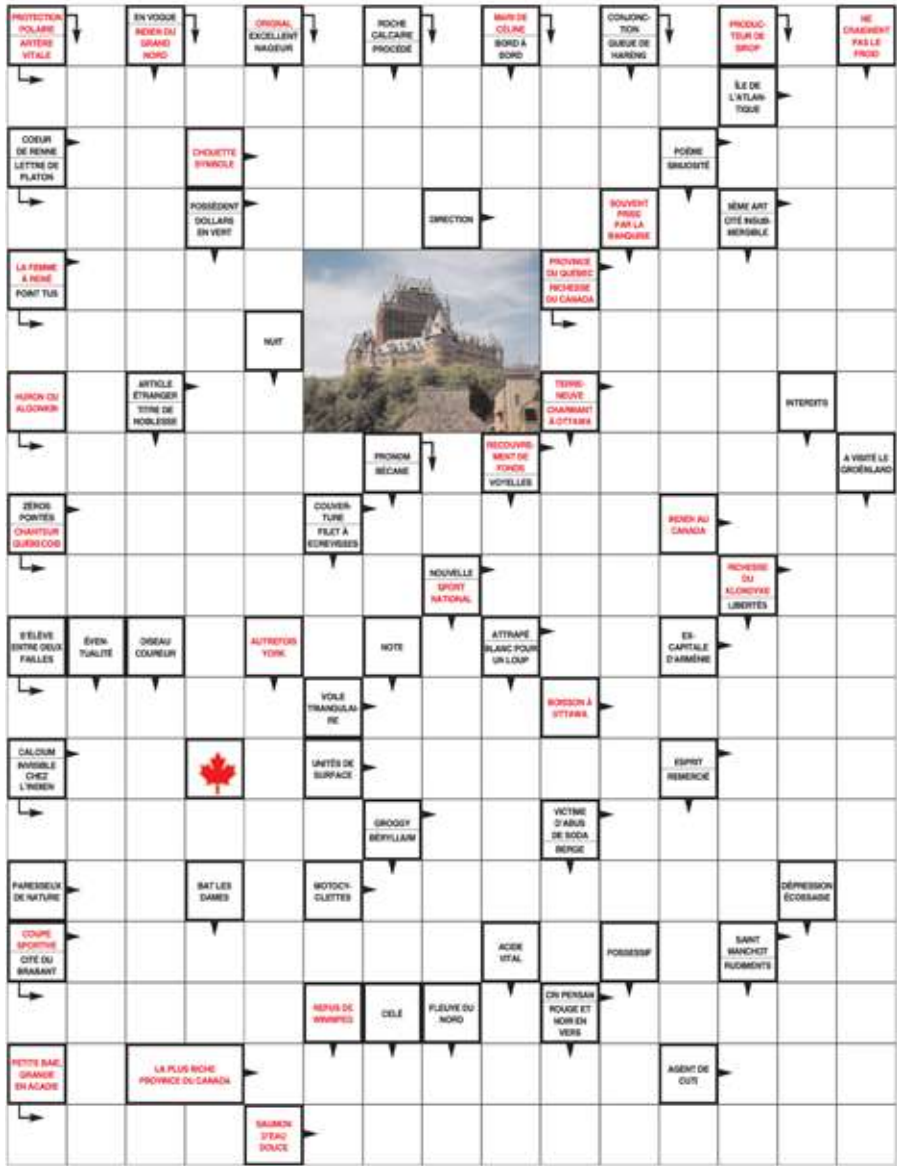 PROTECTION
POLAIRE
ARTÈRE
VITALE
EN VOGUE
INDIEN DU
GRAND
NORD
ORIGNAL,
EXCELLENT
NAGEUR
ROCHE
CALCAIRE
PROCÉDÉ
MARI DE
CÉLINE
BORD À
BORD
CONJONC-
TION
QUEUE DE
HARENG
PRODUC-
TEUR DE
SIROP
NE
CRAIGNENT
PAS LE
FROID
ÎLE DE
L'ATLAN-
TIQUE
COEUR
DE RENNE
LETTRE DE
PLATON
CHOUETTE
SYMBOLE
POÈME
SINUOSITÉ
POSSÈDENT
DOLLARS
EN VERT
DIRECTION
SOUVENT
PRISE
PAR LA
BANQUISE
CITÉ INSUB-
MERSIBLE
LA FEMME
À RENÉ
POINT TUS
PROVINCE
DU QUÉBEC
RICHESSE
DU CANADA
NUIT
HURON OU
ALGONKIN
ARTICLE
ÉTRANGER
TITRE DE
NOBLESSE
TERRE-
NEUVE
CHARMANT
À OTTAWA
INTERDITS
PRONOM
BÉCANE
RECOUVRE-
MENT DE
FONDS
VOYELLES
A VISITÉ LE
GROËNLAND
ZÉROS
POINTÉS
CHANTEUR
QUÉBÉCOIS
COUVER-
TURE
FILET À
ECREVISSES
INDIEN AU
CANADA
NOUVELLE
SPORT
NATIONAL
RICHESSE
DU
KLONDYKE
LIBERTÉS
S'ÉLÈVE
ENTRE DEUX
FAILLES
ÉVEN-
TUALITÉ
OISEAU
COUREUR
AUTREFOIS
YORK
NOTE
ATTRAPÉ
BLANC POUR
UN LOUP
EX-
CAPITALE
D'ARMÉNIE
VOILE
TRIANGULAI-
RE
BOISSON À
OTTAWA
CALCIUM
INVISIBLE
CHEZ
L'INDIEN
UNITÉS DE
SURFACE
ESPRIT
REMERCIÉ
GROGGY
BÉRYLLIUM
VICTIME
D'ABUS
DE SODA
BERGE
PARESSEUX
DE NATURE
BAT LES
DAMES
MOTOCY-
CLETTES
DÉPRESSION
ÉCOSSAISE
COUPE
SPORTIVE
CITÉ DU
BRABANT
ACIDE
VITAL
POSSESSIF
SAINT
MANCHOT
RUDIMENTS
REPUS DE
WINNIPEG
CELÉ
FLEUVE DU
NORD
CRI PERSAN
ROUGE ET
NOIR EN
VERS
PETITE BAIE,
GRANDE
EN ACADIE
LA PLUS RICHE
PROVINCE DU CANADA
AGENT DE
CUTI
SAUMON
D'EAU
DOUCE